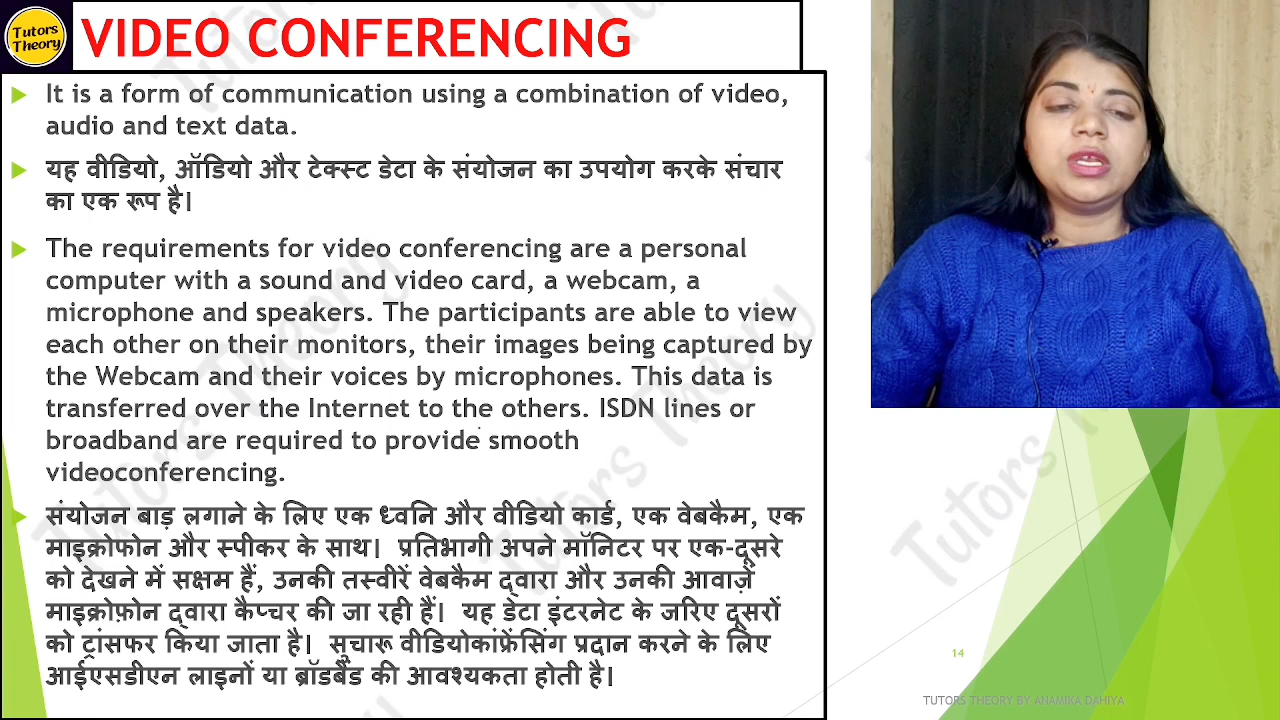 Tutors
Theory
VIDEO CONFERENCING
It is a form of communication using a combination of video,
audio and text data.
यह वीडियो, ऑडियो और टेक्स्ट डेटा के संयोजन का उपयोग करके संचार
का एक रूप है।
The requirements for video conferencing are a personal
computer with a sound and video card, a webcam, a
microphone and speakers. The participants are able to view
each other on their monitors, their images being captured by
the Webcam and their voices by microphones. This data is
transferred over the Internet to the others. ISDN lines or
broadband are required to provide smooth
videoconferencing.
संयोजन बाड़ लगाने के लिए एक ध्वनि और वीडियो कार्ड, एक वेबकैम, एक
माइक्रोफोन और स्पीकर के साथ। प्रतिभागी अपने मॉनिटर पर एक-दूसरे
को देखने में सक्षम हैं, उनकी तस्वीरें वेबकैम द्वारा और उनकी आवाज़ें
माइक्रोफ़ोन द्वारा कैप्चर की जा रही हैं। यह डेटा इंटरनेट के जरिए दूसरों
को ट्रांसफर किया जाता है। सुचारू वीडियोकांफ्रेंसिंग प्रदान करने के लिए
आईएसडीएन लाइनों या ब्रॉडबैंड की आवश्यकता होती है।
14
TUTORS THEORY BY ANAMIKA DAHIYA